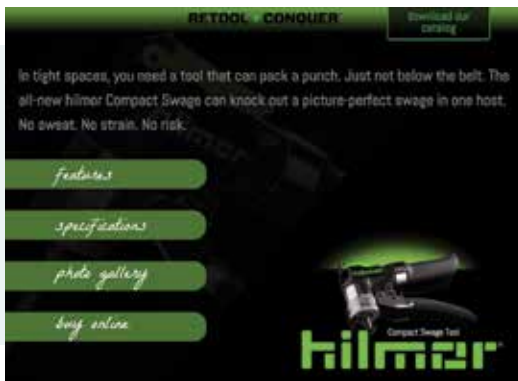 RETOOL + CONQUER
Download our
catalog
In tight spaces, you need a tool that can pack a punch. Just not below the belt. The
all-new hilmor Compact Swage can knock out a picture-perfect swage in one host.
No sweat. No strain. No risk.
features
specifications
photo gallery
buy online
Compact Swage Tool
hilmor